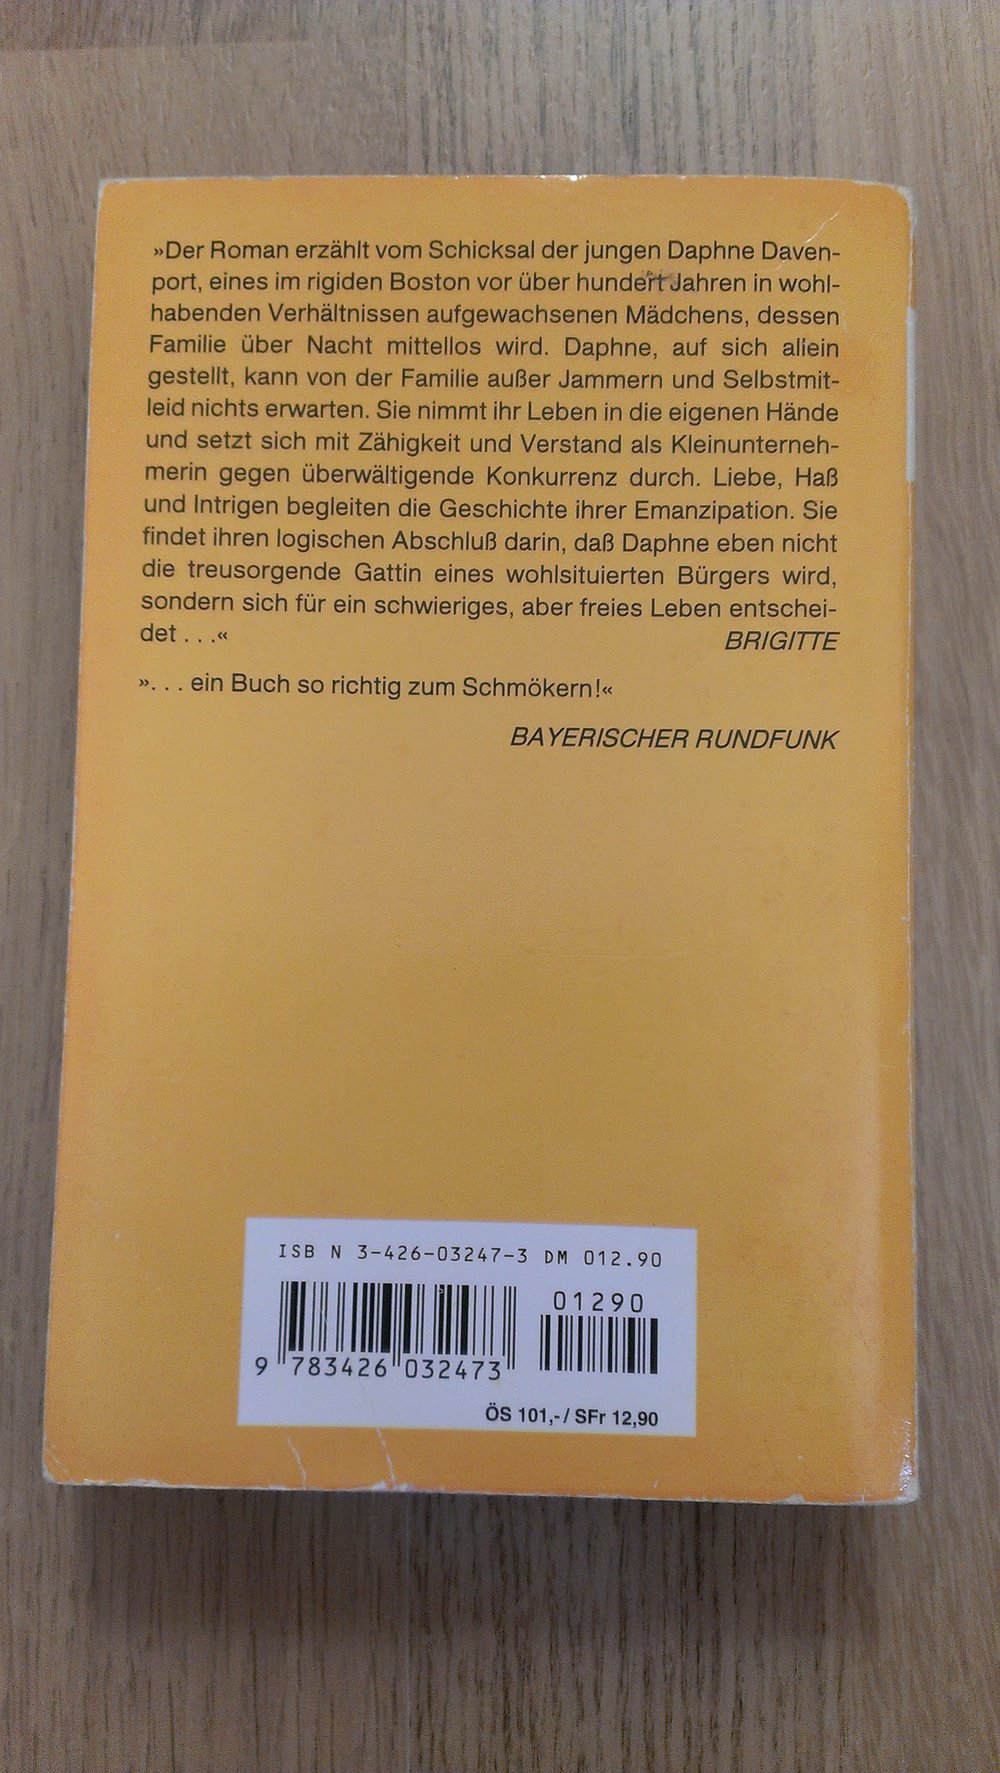 »Der Roman erzählt vom Schicksal der jungen Daphne Daven-
port, eines im rigiden Boston vor über hundert Jahren in wohl-
habenden Verhältnissen aufgewachsenen Mädchens, dessen
Familie über Nacht mittellos wird. Daphne, auf sich allein
gestellt, kann von der Familie außer Jammern und Selbstmit-
leid nichts erwarten. Sie nimmt ihr Leben in die eigenen Hände
und setzt sich mit Zähigkeit und Verstand als Kleinunterneh-
merin gegen überwältigende Konkurrenz durch. Liebe, Haß
und Intrigen begleiten die Geschichte ihrer Emanzipation. Sie
findet ihren logischen Abschluß darin, daß Daphne eben nicht
die treusorgende Gattin eines wohlsituierten Bürgers wird,
sondern sich für ein schwieriges, aber freies Leben entschei-
det . . .« BRIGITTE
». . . ein Buch so richtig zum Schmökern!«
BAYERISCHER RUNDFUNK
ISB N 3-426-03247-3 DM 012.90
01290
9 783426 032473
ÖS 101,- / SFr 12,90